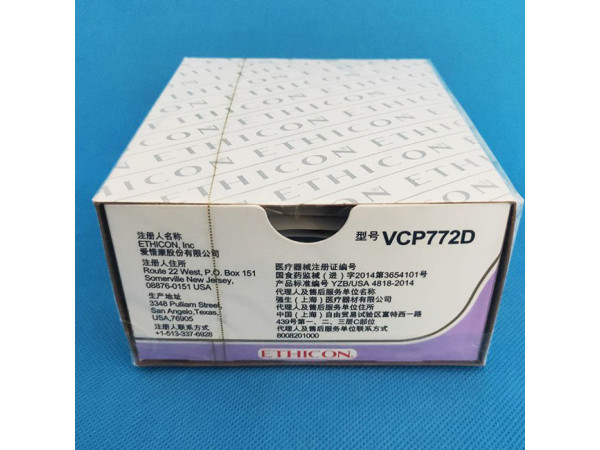 ETHICON ETHICON ETHICON ETHICON
注册人名称
ETHICON, Inc
爱惜康股份有限公司
注册人住所
Route 22 West, P.O. Box 151
Somerville New Jersey,
08876-0151 USA
生产地址
3348 Pulliam Street,
San Angelo,Texas,
USA,76905
注册人联系方式
+1-513-337-6928
型号 VCP772D
医疗器械注册证编号
国食药监械（进）字2014第3654101号
产品标准编号 YZB/USA 4818-2014
代理人及售后服务单位名称
强生（上海）医疗器材有限公司
代理人及售后服务单位住所
中国（上海）自由贸易试验区富特西一路
439号第一、二、三层C部位
代理人及售后服务单位联系方式
8008201000
ETHICON